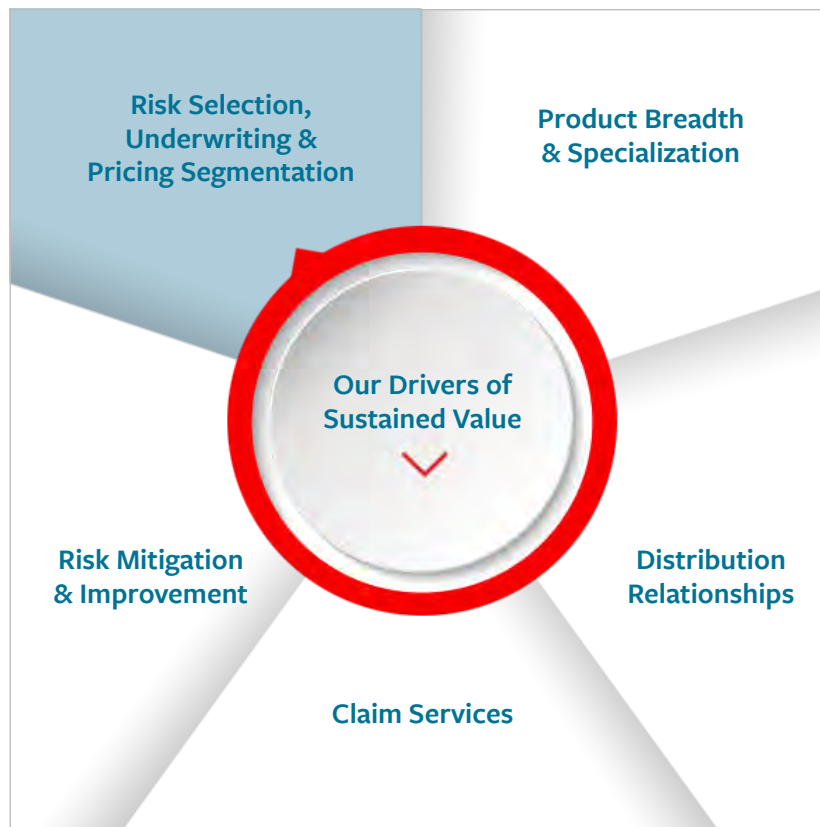 Risk Selection,
Underwriting &
Pricing Segmentation
Product Breadth
& Specialization
Our Drivers of
Sustained Value
Risk Mitigation
& Improvement
Distribution
Relationships
Claim Services